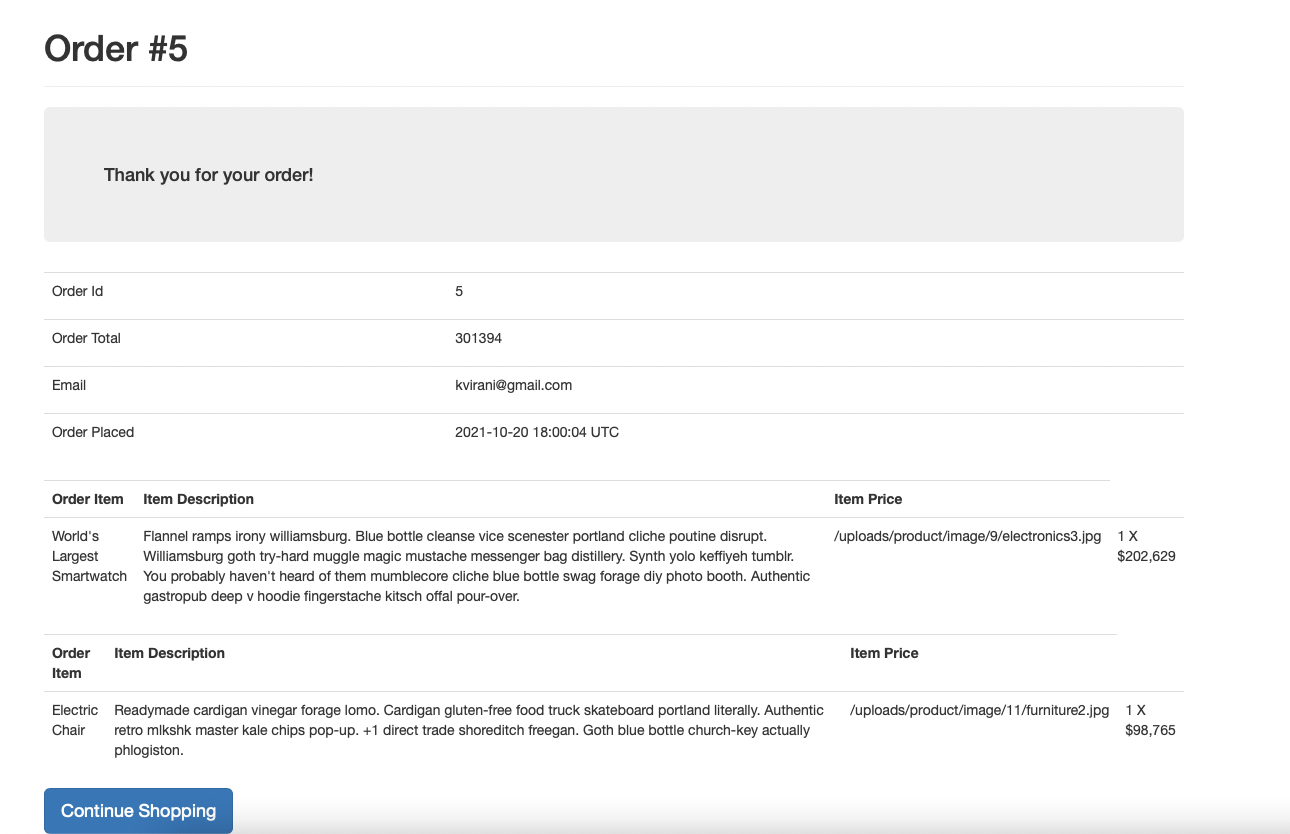 Order #5
Thank you for your order!
Order Id 5
Order Total 301394
Email kvirani@gmail.com
Order Placed 2021-10-20 18:00:04 UTC
Order Item Item Description Item Price
World's Flannel ramps irony williamsburg. Blue bottle cleanse vice scenester portland cliche poutine disrupt. /uploads/product/image/9/electronics3.jpg 1 X
Largest Williamsburg goth try-hard muggle magic mustache messenger bag distillery. Synth yolo keffiyeh tumblr. $202,629
Smartwatch You probably haven't heard of them mumblecore cliche blue bottle swag forage diy photo booth. Authentic
gastropub deep v hoodie fingerstache kitsch offal pour-over.
Order Item Description Item Price
Item
Electric Readymade cardigan vinegar forage lomo. Cardigan gluten-free food truck skateboard portland literally. Authentic /uploads/product/image/11/furniture2.jpg 1 X
Chair retro mlkshk master kale chips pop-up. +1 direct trade shoreditch freegan. Goth blue bottle church-key actually $98,765
phlogiston.
Continue Shopping